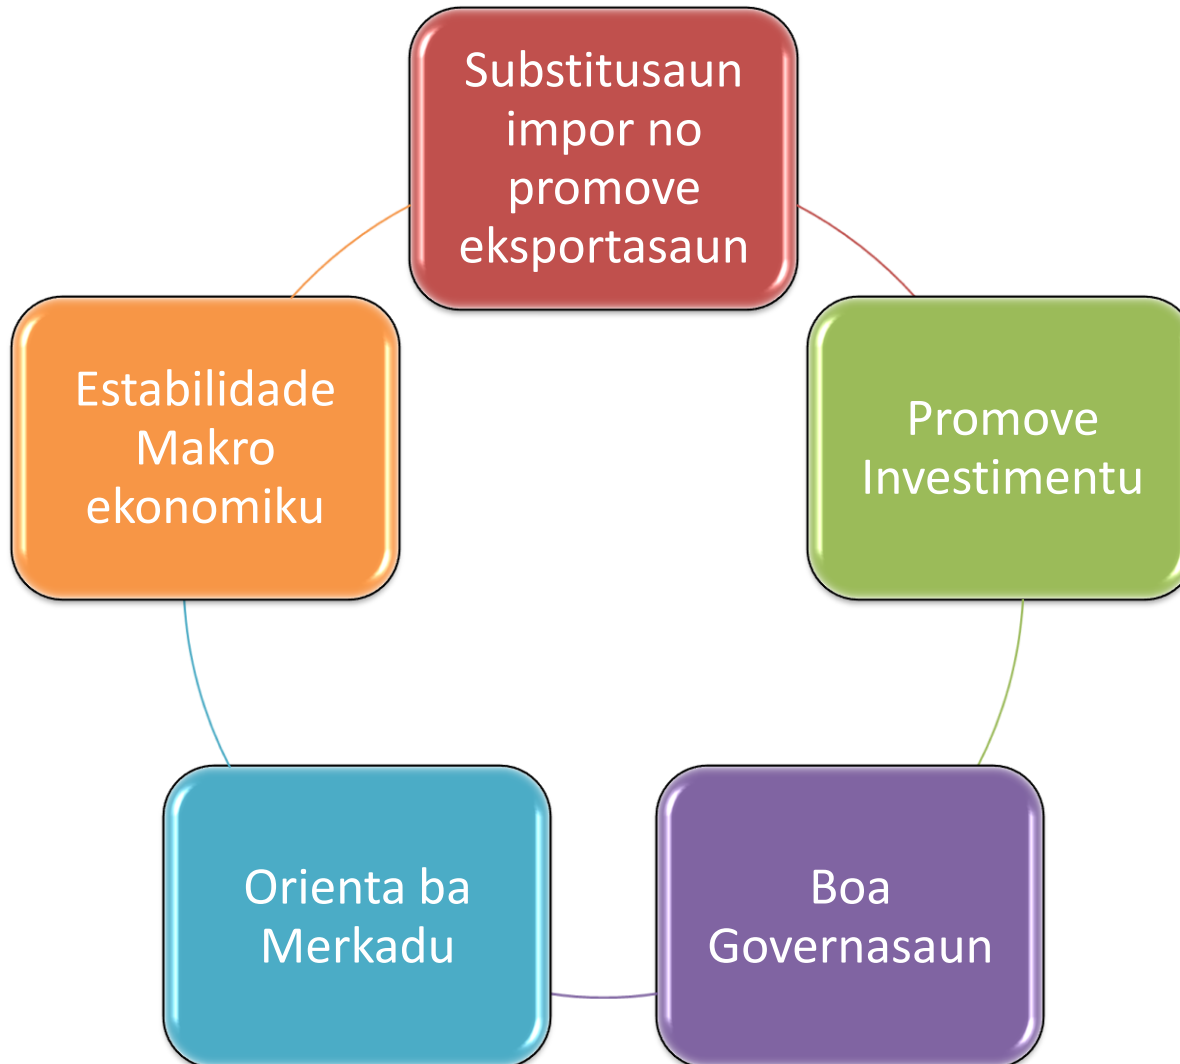 Substitusaun
impor no
promove
eksportasaun
Promove
Investimentu
Boa
Governasaun
Orienta ba
Merkadu
Estabilidade
Makro
ekonomiku